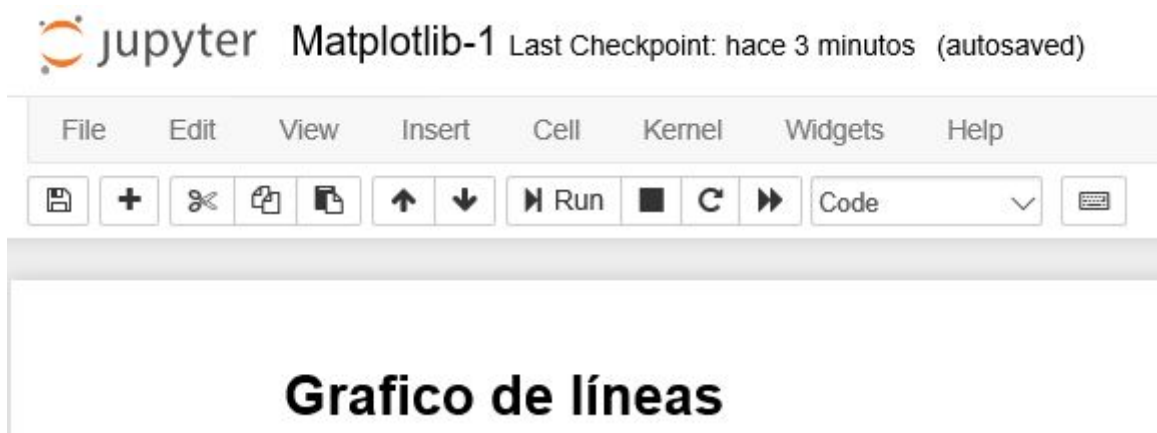 jupyter Matplotlib-1 Last Checkpoint: hace 3 minutos (autosaved)
File Edit View Insert Cell Kernel Widgets Help
Run Code
Grafico de líneas